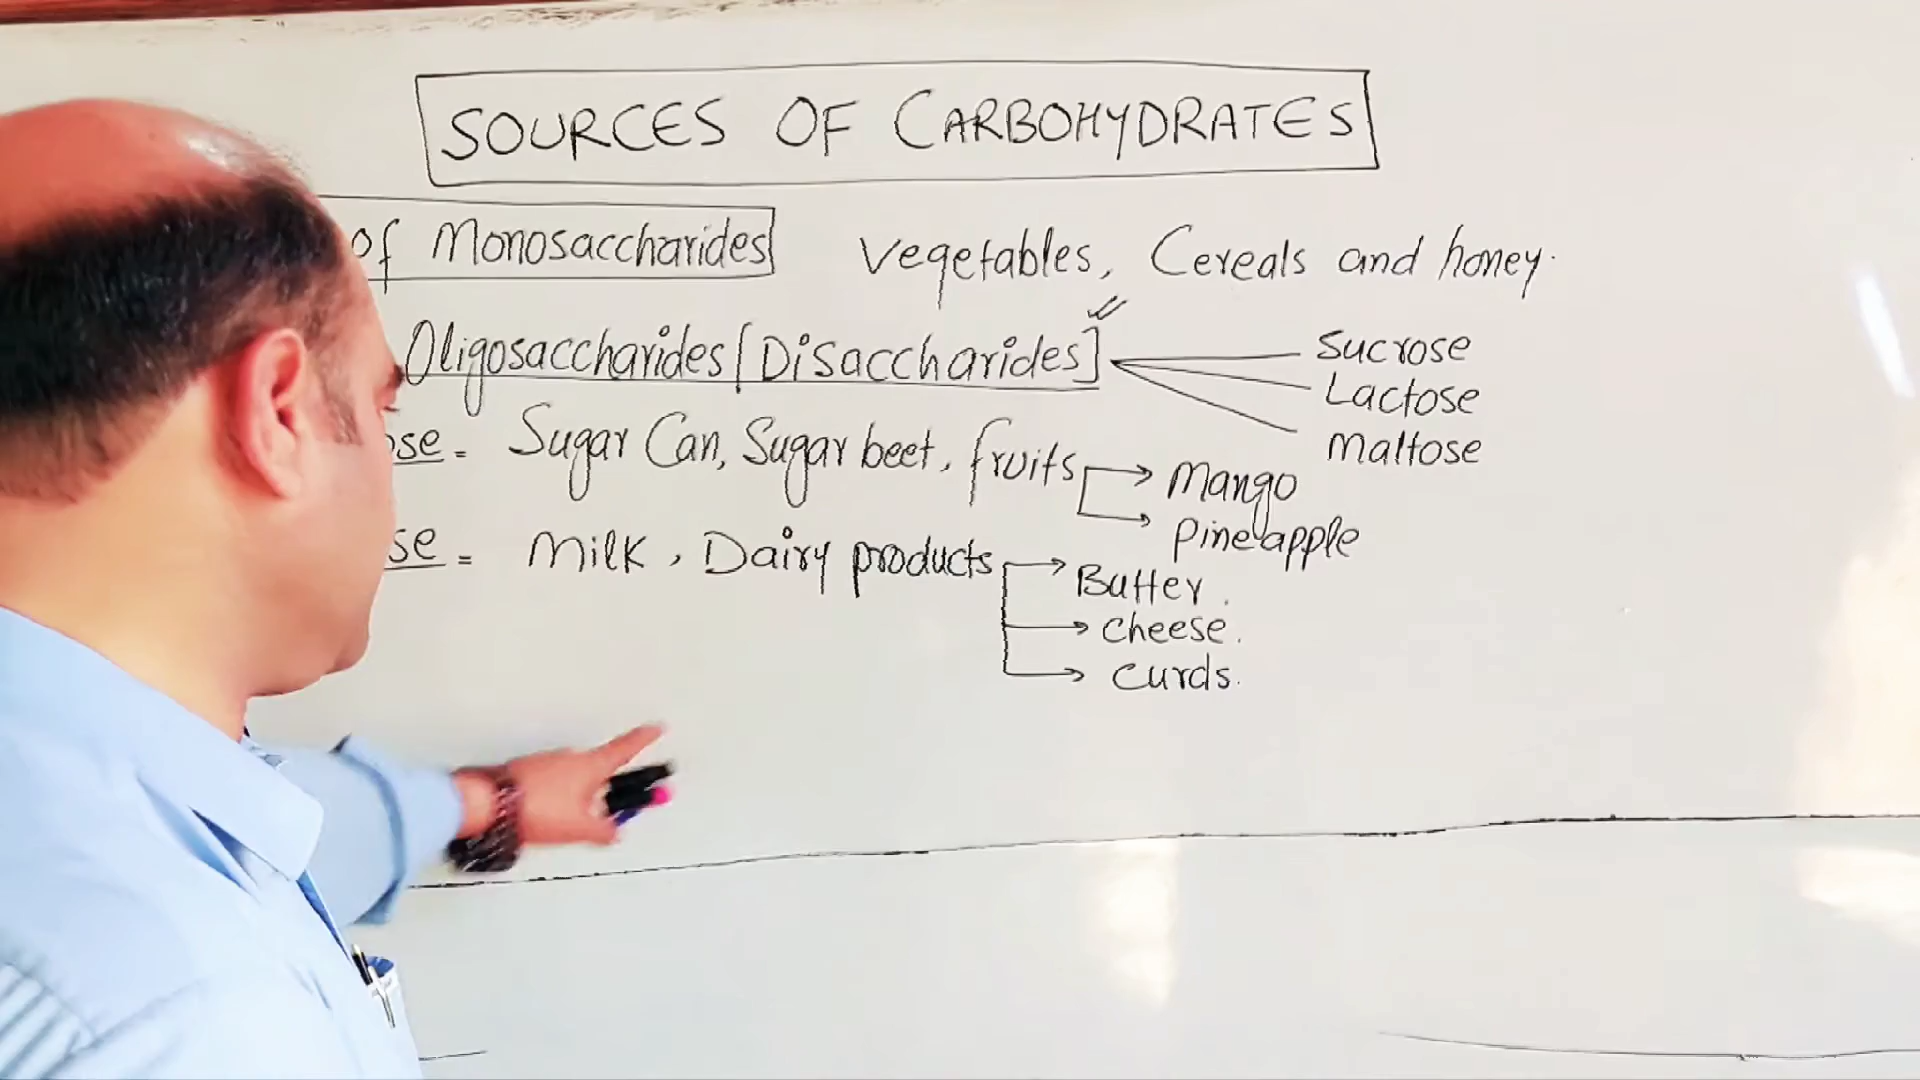 SOURCES OF CARBOHYDRATES
of Monosaccharides Vegetables, Cereals and honey.
Oligosaccharides [Disaccharides]
Sucrose
Lactose
Maltose
ose = Sugar Can, Sugar beet, fruits
Mango
Pineapple
se = Milk, Dairy products
Butter.
Cheese.
Curds.